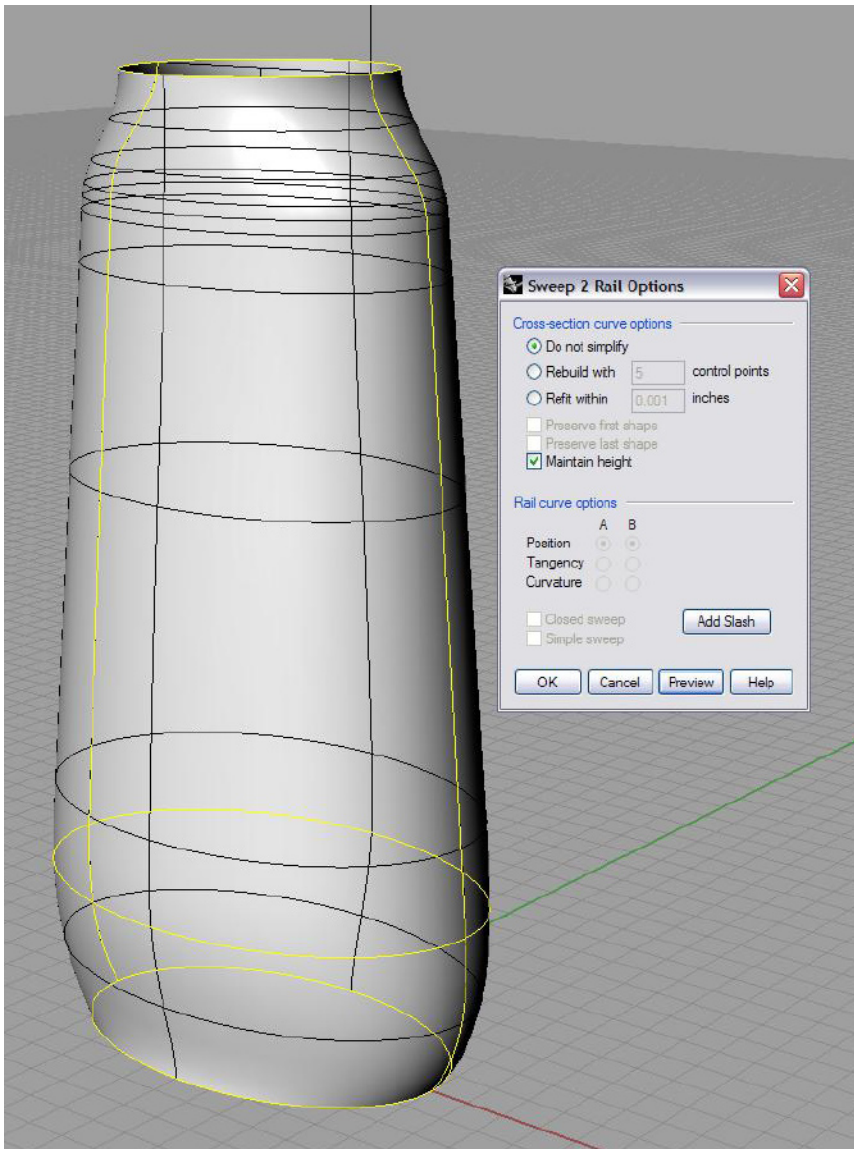 Sweep 2 Rail Options
Cross-section curve options
Do not simplify
Rebuild with 5 control points
Refit within 0.001 inches
Preserve first shape
Preserve last shape
Maintain height
Rail curve options
A B
Position
Tangency
Curvature
Closed sweep
Add Slash
Simple sweep
OK Cancel Preview Help